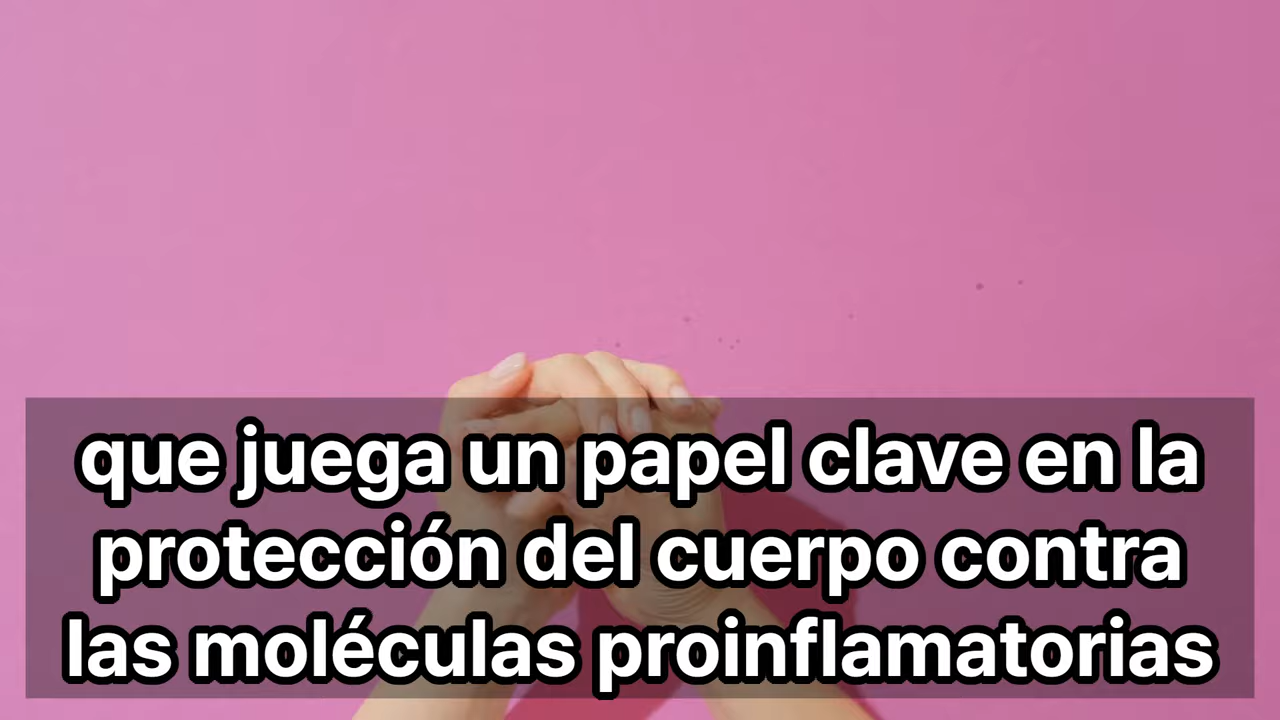 que juega un papel clave en la
protección del cuerpo contra
las moléculas proinflamatorias